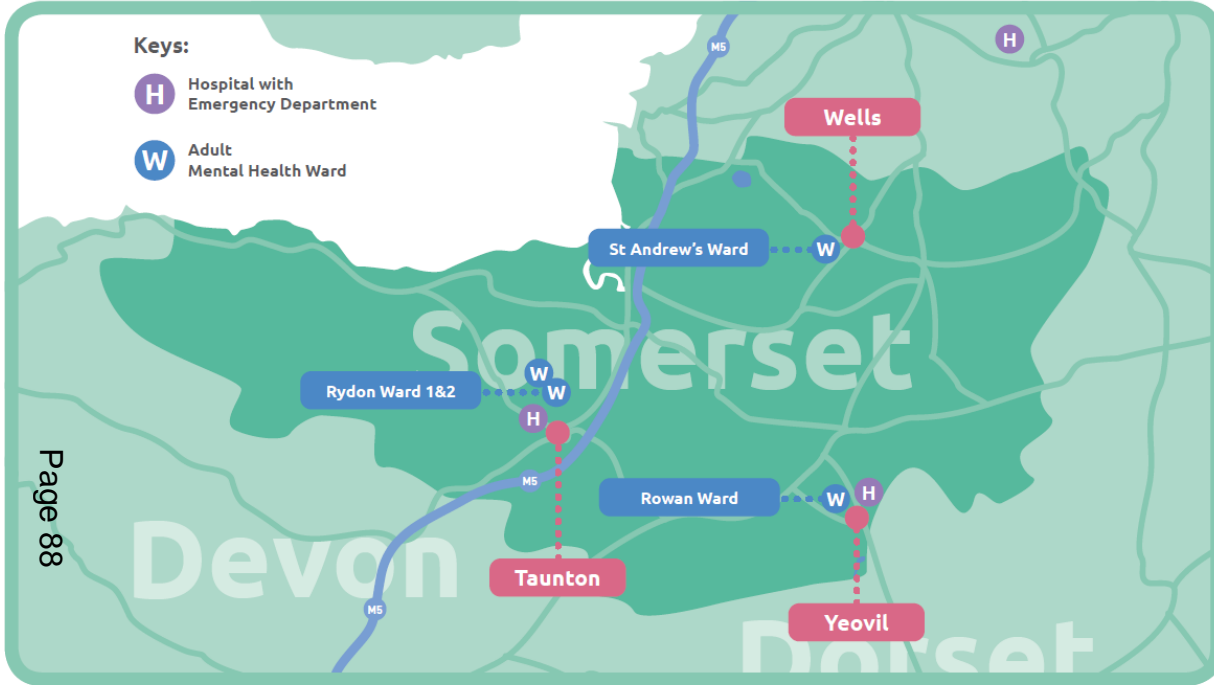 Keys:
H
Hospital with
Emergency Department
W
Adult
Mental Health Ward
M5
H
Wells
St Andrew's Ward
W
Somerset
W
Rydon Ward 1&2
W
H
M5
Rowan Ward
W
H
Page 88
Devon
Taunton
M5
Yeovil
Dorset